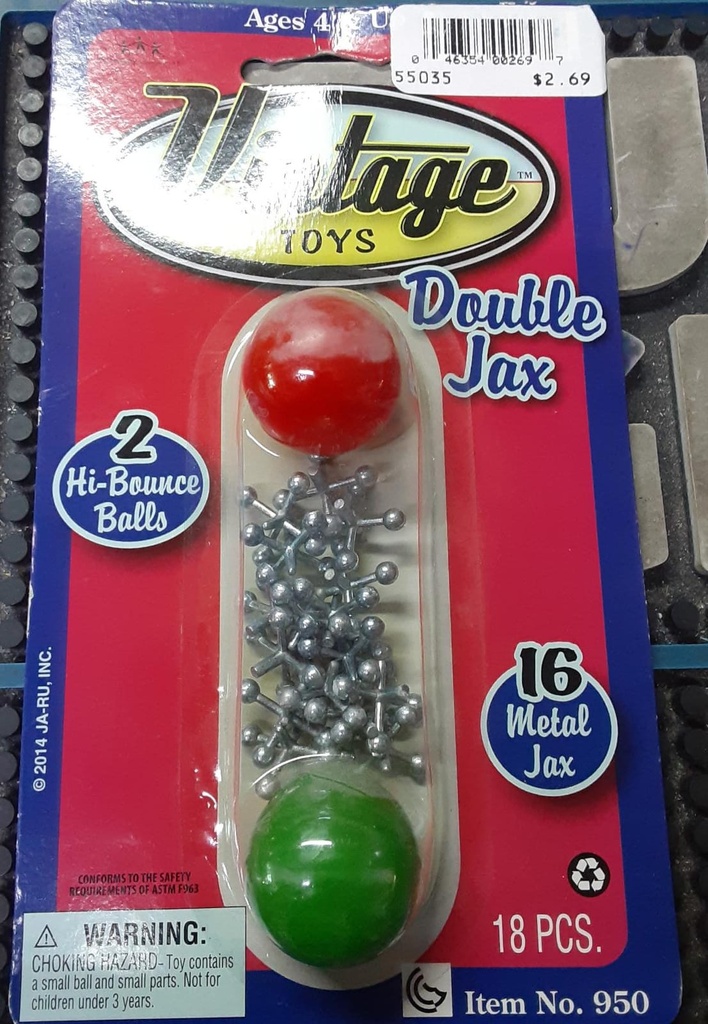 Ages 4
0 46354 00269 7
55035 $2.69
Vintage
TM
TOYS
Double
Jax
2
Hi-Bounce
Balls
16
Metal
Jax
© 2014 JA-RU, INC.
CONFORMS TO THE SAFETY
REQUIREMENTS OF ASTM F963
WARNING:
CHOKING HAZARD- Toy contains
a small ball and small parts. Not for
children under 3 years.
18 PCS.
Item No. 950